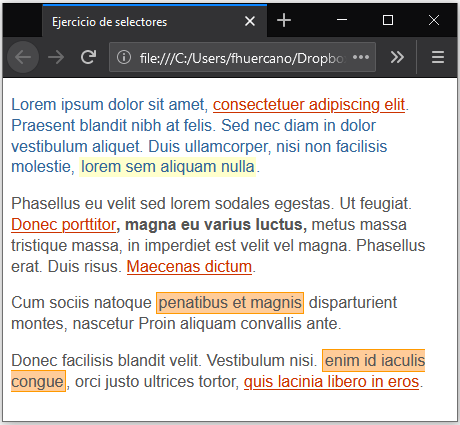 Ejercicio de selectores
file:///C:/Users/fhuercano/Dropbo
Lorem ipsum dolor sit amet, consectetuer adipiscing elit.
Praesent blandit nibh at felis. Sed nec diam in dolor
vestibulum aliquet. Duis ullamcorper, nisi non facilisis
molestie, lorem sem aliquam nulla.
Phasellus eu velit sed lorem sodales egestas. Ut feugiat.
Donec porttitor, magna eu varius luctus, metus massa
tristique massa, in imperdiet est velit vel magna. Phasellus
erat. Duis risus. Maecenas dictum.
Cum sociis natoque penatibus et magnis disparturient
montes, nascetur Proin aliquam convallis ante.
Donec facilisis blandit velit. Vestibulum nisi. enim id iaculis
congue, orci justo ultrices tortor, quis lacinia libero in eros.